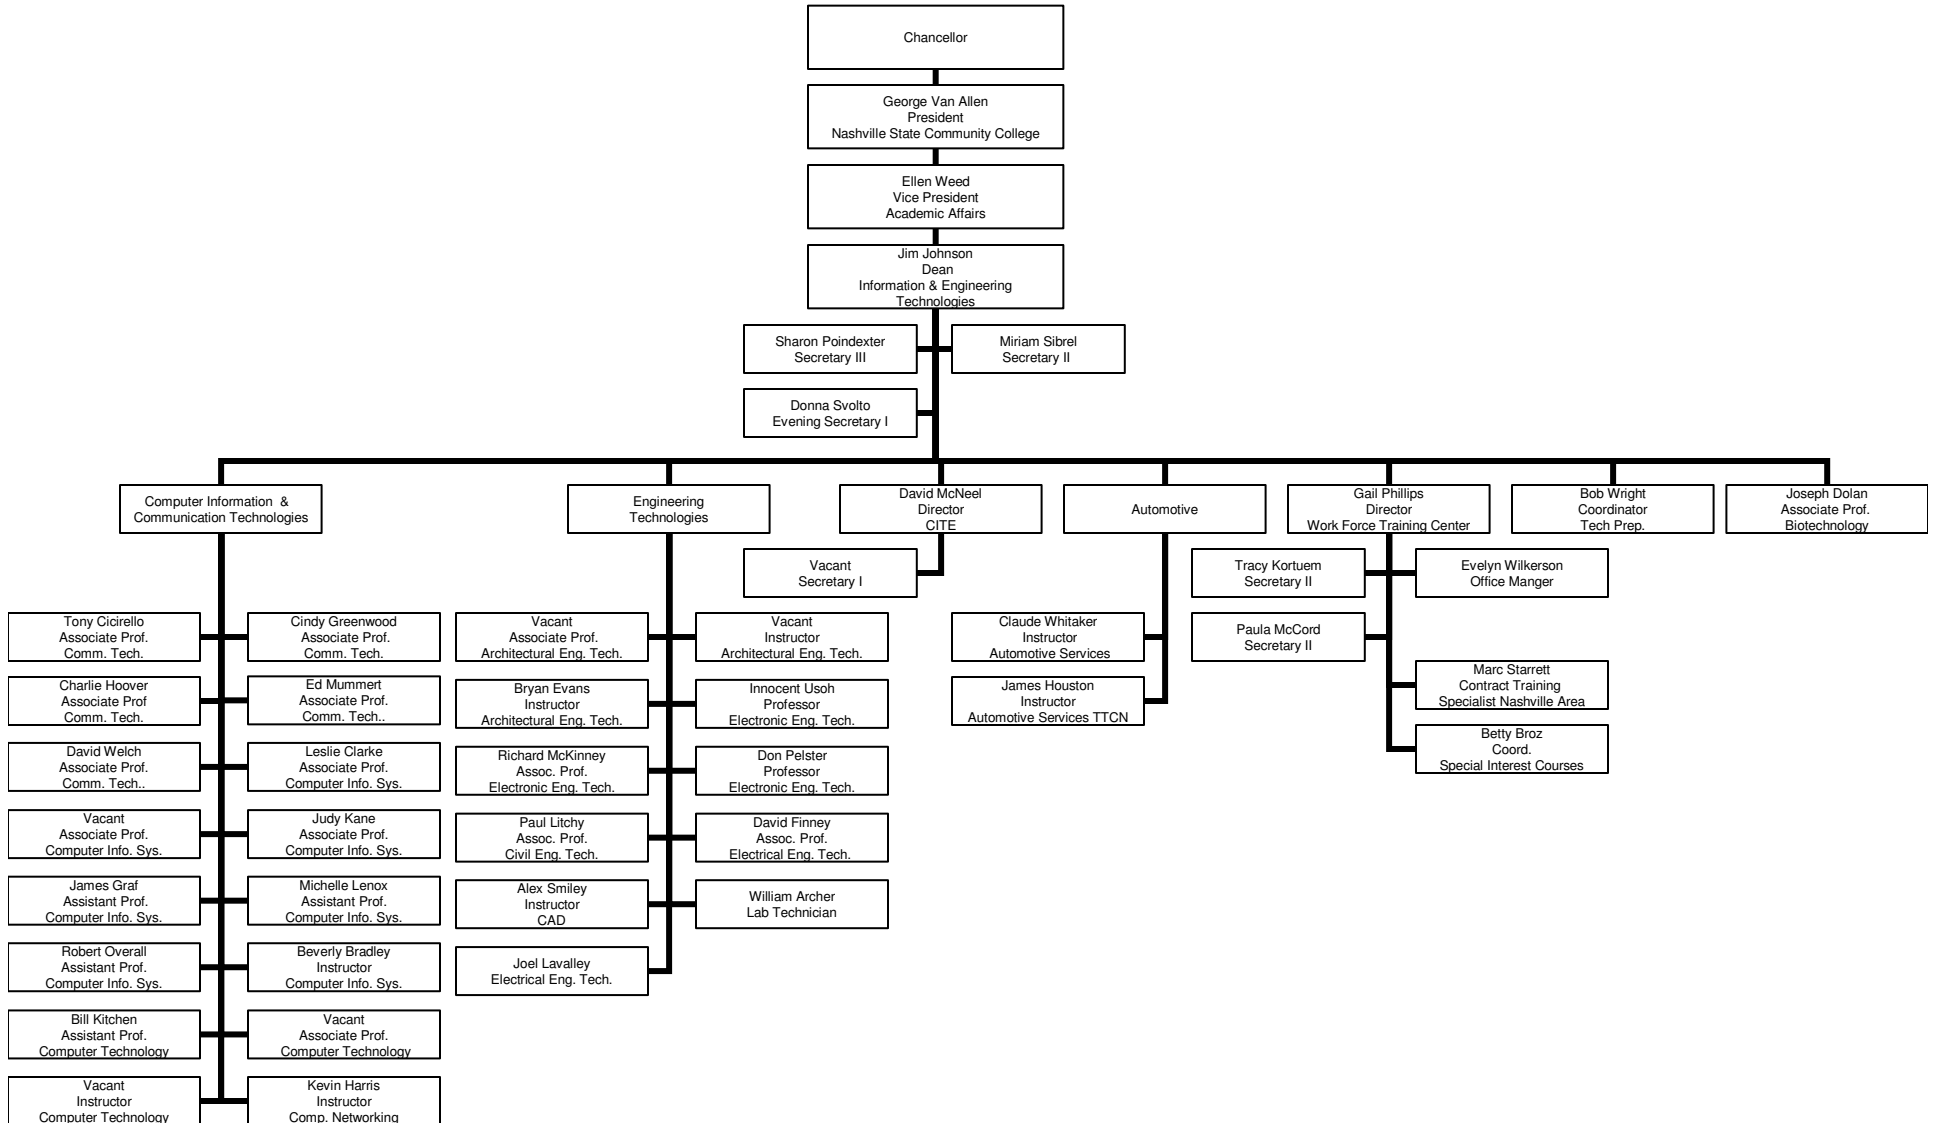 Chancellor
George Van Allen
President
Nashville State Community College
Ellen Weed
Vice President
Academic Affairs
Jim Johnson
Dean
Information & Engineering
Technologies
Sharon Poindexter
Secretary III
Miriam Sibrel
Secretary II
Donna Svolto
Evening Secretary I
Computer Information &
Communication Technologies
Engineering
Technologies
David McNeel
Director
CITE
Automotive
Gail Phillips
Director
Work Force Training Center
Bob Wright
Coordinator
Tech Prep.
Joseph Dolan
Associate Prof.
Biotechnology
Tony Cicirello
Associate Prof.
Comm. Tech.
Cindy Greenwood
Associate Prof.
Comm. Tech.
Charlie Hoover
Associate Prof
Comm. Tech.
Ed Mummert
Associate Prof.
Comm. Tech..
David Welch
Associate Prof.
Comm. Tech..
Leslie Clarke
Associate Prof.
Computer Info. Sys.
Vacant
Associate Prof.
Computer Info. Sys.
Judy Kane
Associate Prof.
Computer Info. Sys.
James Graf
Assistant Prof.
Computer Info. Sys.
Michelle Lenox
Assistant Prof.
Computer Info. Sys.
Robert Overall
Assistant Prof.
Computer Info. Sys.
Beverly Bradley
Instructor
Computer Info. Sys.
Bill Kitchen
Assistant Prof.
Computer Technology
Vacant
Associate Prof.
Computer Technology
Vacant
Instructor
Computer Technology
Kevin Harris
Instructor
Comp. Networking
Vacant
Associate Prof.
Architectural Eng. Tech.
Vacant
Instructor
Architectural Eng. Tech.
Bryan Evans
Instructor
Architectural Eng. Tech.
Innocent Usoh
Professor
Electronic Eng. Tech.
Richard McKinney
Assoc. Prof.
Electronic Eng. Tech.
Don Pelster
Professor
Electronic Eng. Tech.
Paul Litchy
Assoc. Prof.
Civil Eng. Tech.
David Finney
Assoc. Prof.
Electrical Eng. Tech.
Alex Smiley
Instructor
CAD
William Archer
Lab Technician
Joel Lavalley
Electrical Eng. Tech.
Vacant
Secretary I
Claude Whitaker
Instructor
Automotive Services
James Houston
Instructor
Automotive Services TTCN
Tracy Kortuem
Secretary II
Evelyn Wilkerson
Office Manger
Paula McCord
Secretary II
Marc Starrett
Contract Training
Specialist Nashville Area
Betty Broz
Coord.
Special Interest Courses